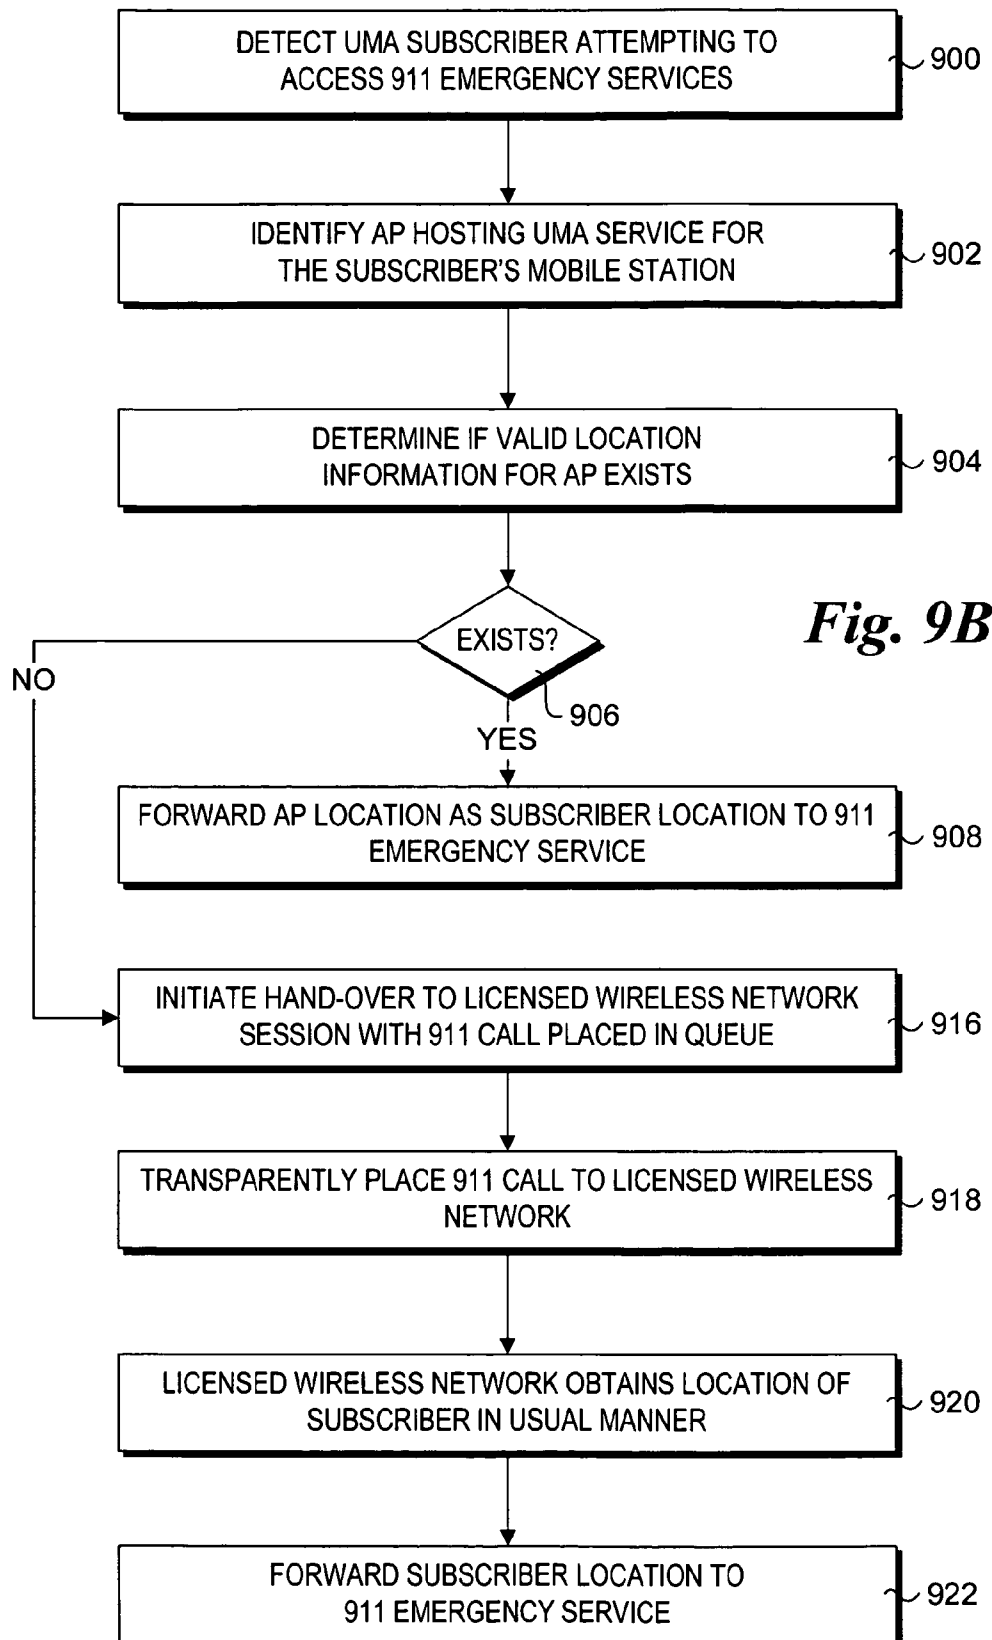 DETECT UMA SUBSCRIBER ATTEMPTING TO
ACCESS 911 EMERGENCY SERVICES
900
IDENTIFY AP HOSTING UMA SERVICE FOR
THE SUBSCRIBER'S MOBILE STATION
902
DETERMINE IF VALID LOCATION
INFORMATION FOR AP EXISTS
904
Fig. 9B
EXISTS?
NO
906
YES
FORWARD AP LOCATION AS SUBSCRIBER LOCATION TO 911
EMERGENCY SERVICE
908
INITIATE HAND-OVER TO LICENSED WIRELESS NETWORK
SESSION WITH 911 CALL PLACED IN QUEUE
916
TRANSPARENTLY PLACE 911 CALL TO LICENSED WIRELESS
NETWORK
918
LICENSED WIRELESS NETWORK OBTAINS LOCATION OF
SUBSCRIBER IN USUAL MANNER
920
FORWARD SUBSCRIBER LOCATION TO
911 EMERGENCY SERVICE
922